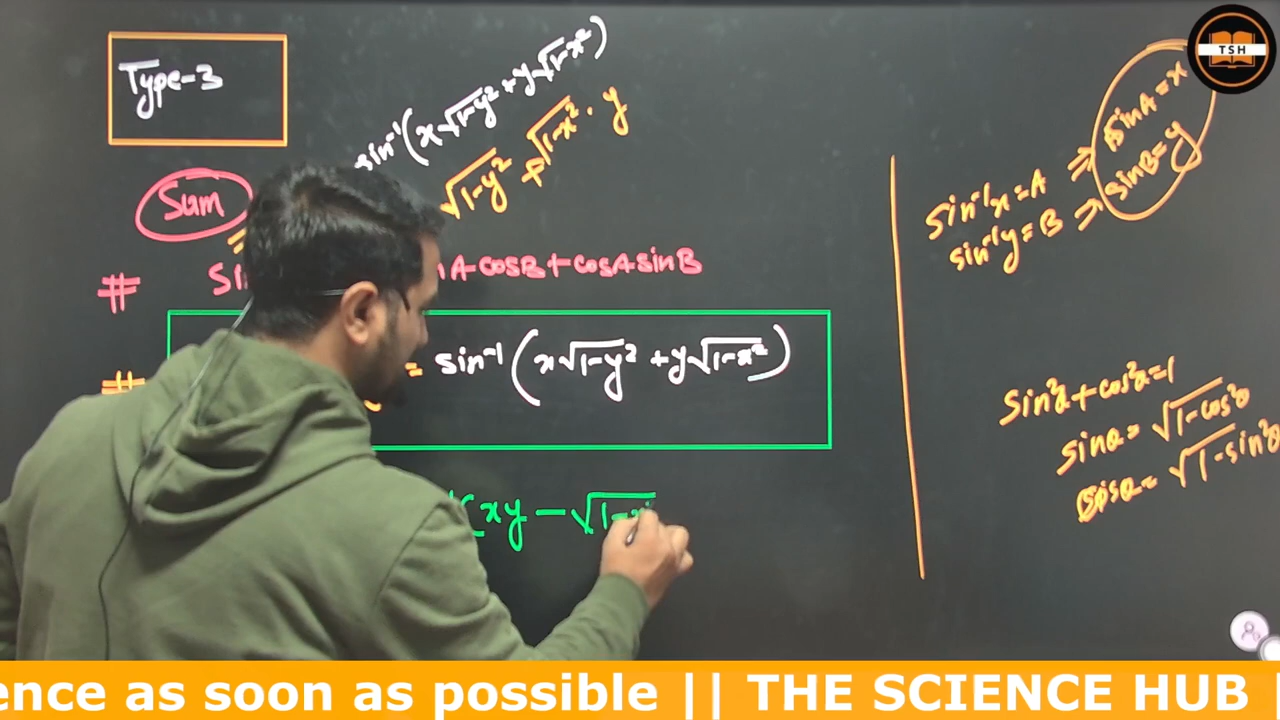 Type-3
sin⁻¹(x√1-y² + y√1-x²)
√1-y² + √1-x² · y
Sum
# Sin A cosB + cosA sinB
= sin⁻¹(x√1-y² + y√1-x²)
(xy - √1-x²
sin⁻¹x = A ⇒ sinA = x
sin⁻¹y = B ⇒ sinB = y
Sin²θ + cos²θ = 1
sinθ = √1-cos²θ
cosθ = √1-sin²θ
TSH
ence as soon as possible || THE SCIENCE HUB